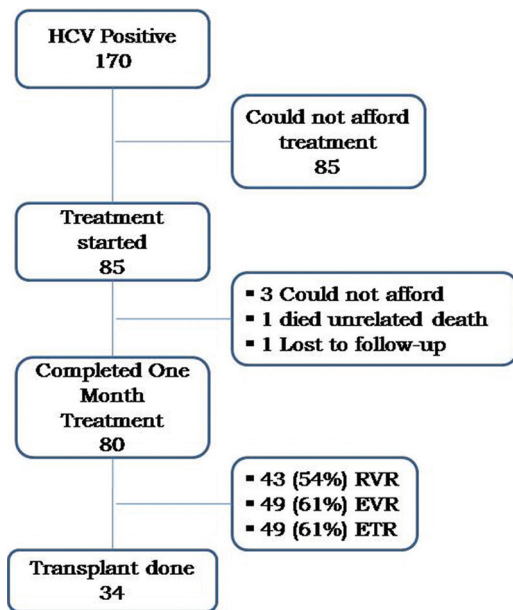 HCV Positive
170
Could not afford
treatment
85
Treatment
started
85
▪ 3 Could not afford
▪ 1 died unrelated death
▪ 1 Lost to follow-up
Completed One
Month
Treatment
80
▪ 43 (54%) RVR
▪ 49 (61%) EVR
▪ 49 (61%) ETR
Transplant done
34